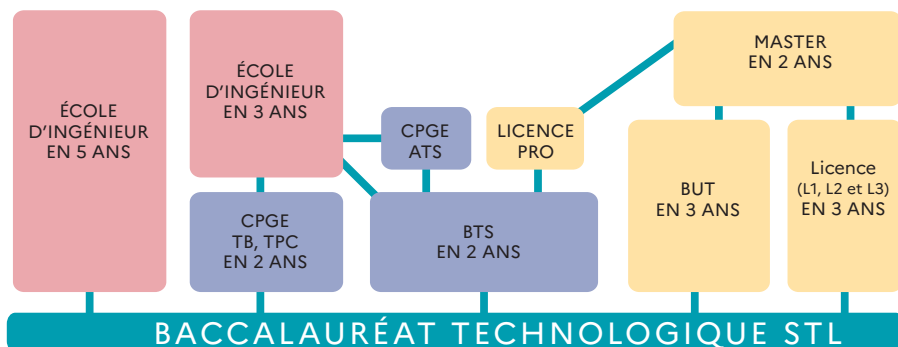 ÉCOLE
D'INGÉNIEUR
EN 5 ANS
ÉCOLE
D'INGÉNIEUR
EN 3 ANS
CPGE
TB, TPC
EN 2 ANS
CPGE
ATS
LICENCE
PRO
BTS
EN 2 ANS
MASTER
EN 2 ANS
BUT
EN 3 ANS
Licence
(L1, L2 et L3)
EN 3 ANS
BACCALAURÉAT TECHNOLOGIQUE STL